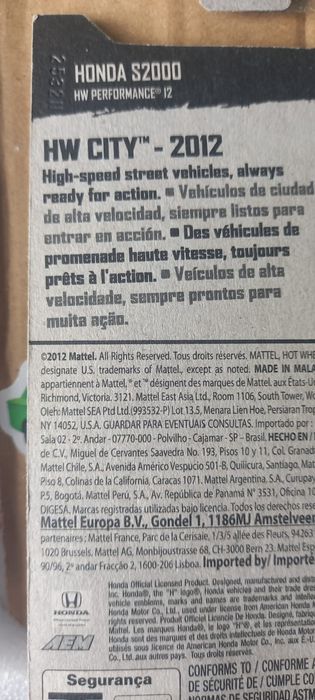 HONDA S2000
HW PERFORMANCE® 12
HW CITY™ - 2012
High-speed street vehicles, always
ready for action. ■ Vehículos de ciudad
de alta velocidad, siempre listos para
entrar en acción. ■ Des véhicules de
promenade haute vitesse, toujours
prêts à l'action. ■ Veículos de alta
velocidade, sempre prontos para
muita ação.
©2012 Mattel. All Rights Reserved. Tous droits réservés. MATTEL, HOT WHE
designate U.S. trademarks of Mattel, except as noted. MADE IN MALA
appartiennent à Mattel. ® et ™ désignent des marques de Mattel aux États-U
Richmond, Victoria. 3121. Mattel East Asia Ltd., Room 1106, South Tower, Wo
Oleh: Mattel SEA Ptd Ltd.(993532-P) Lot 13.5, Menara Lien Hoe, Persiaran Trop
NY 14052, U.S.A. GUARDAR PARA EVENTUAIS CONSULTAS. Importado por :
Sala 02 - 2º. Andar - 07770-000 - Polvilho - Cajamar - SP – Brasil. HECHO EN /
de C.V., Miguel de Cervantes Saavedra No. 193, Pisos 10 y 11, Col. Granad
Mattel Chile, S.A., Avenida Américo Vespucio 501-B, Quilicura, Santiago. Mat
Piso 8, Colinas de la California, Caracas 1071. Mattel Argentina, S.A., Curupay
P.5, Bogotá. Mattel Perú, S.A., Av. República de Panamá N° 3531, Oficina 10
DIGESA. Marcas registradas utilizadas bajo licencia. Todos los derechos rese
Mattel Europa B.V., Gondel 1, 1186MJ Amstelveen
partenaires : Mattel France, Parc de la Cerisaie, 1/3/5 allée des Fleurs, 94263
1020 Brussels. Mattel AG, Monbijoustrasse 68, CH-3000 Bern 23. Mattel Esp
90/96, 2º andar Fracção 2, 1600-206 Lisboa. Imported by / Importé
Honda Official Licensed Product. Designed, manufactured and distr
Inc. Honda®, the "H" logo®, Honda vehicles and their trade dres
vehicle emblems, marks and names are trademarks and intelle
Honda Motor Co., Ltd., used under license from American Honda M
rights reserved. Produit Officiel Licencié de Honda. Designé, fabriqu
Mattel. Les marques Honda®, le logo "H"®, et les représentatio
Honda sont des marques et des droits intellectuels de Honda Motor
utilisés sous licence de American Honda Motor Co., Inc. aux É.-U.
Co., Ltd. aux autres pays. Tous droits réservés.
HONDA
AEM
Segurança
CONFORMS TO / CONFORME A
DE SÉCURITÉ DE / CUMPLE CO
NORMAS DE SEGURIDAD ASTM